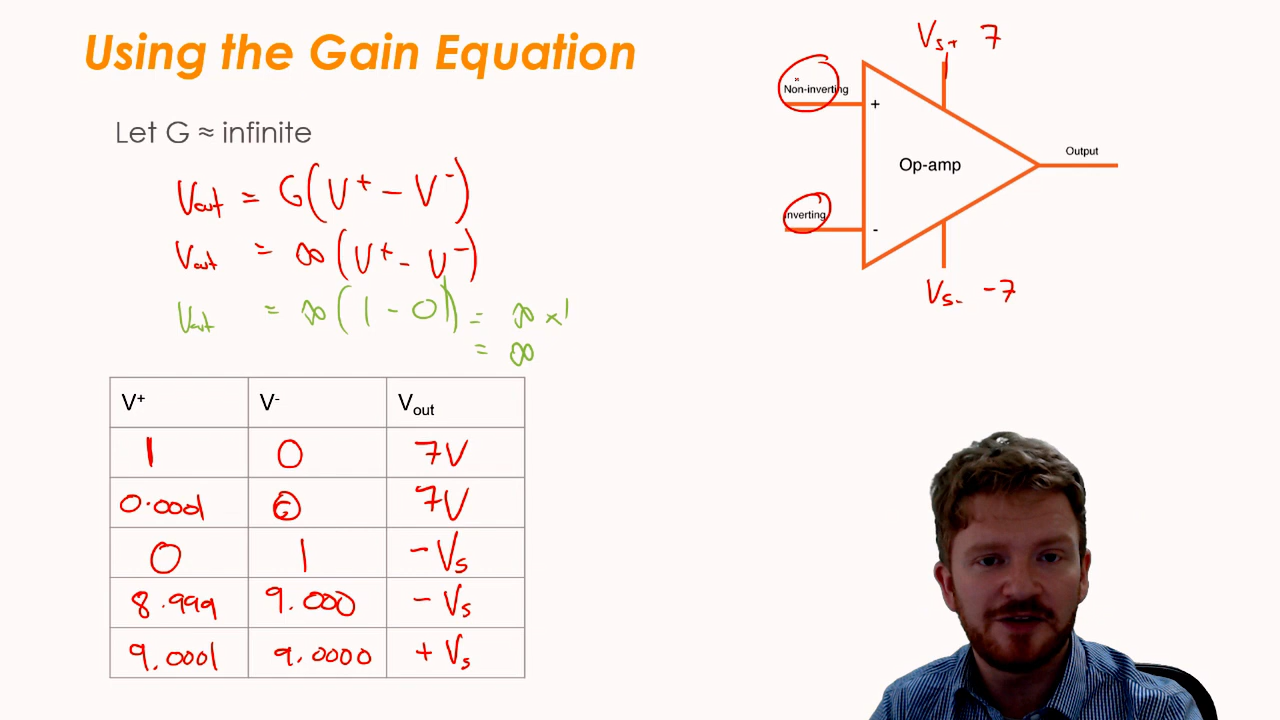 Using the Gain Equation
Let G ≈ infinite
Vout = G(V+ - V-)
Vout = ∞(V+ - V-)
Vout = ∞(1 - 0) = ∞ x 1
= ∞
V+ V- Vout
1 0 7V
0.0001 0 7V
0 1 -Vs
8.999 9.000 -Vs
9.0001 9.0000 +Vs
Vs+ 7
Non-inverting
+
Op-amp
Output
Inverting
-
Vs- -7